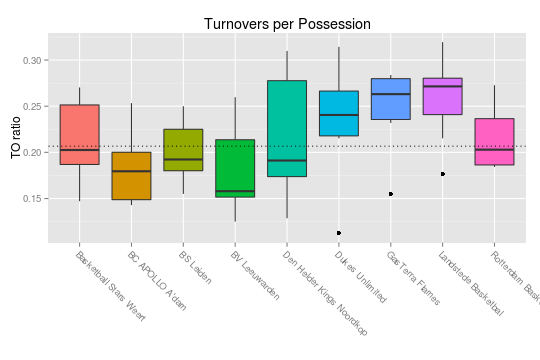 Turnovers per Possession
TO ratio
0.30
0.25
0.20
0.15
Basketball Stars Weert
BC APOLLO A'dam
BS Leiden
BV Leeuwarden
Den Helder Kings Noordkop
Dukes Unlimited
GasTerra Flames
Landstede Basketbal
Rotterdam Bask